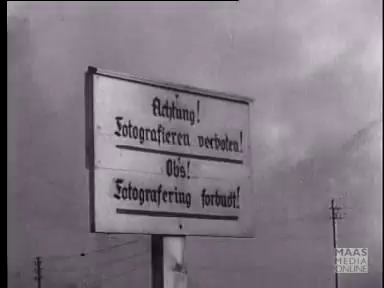 Achtung!
Fotografieren verboten!
Obs!
Fotografering forbudt!
MAAS
MEDIA
ONLINE